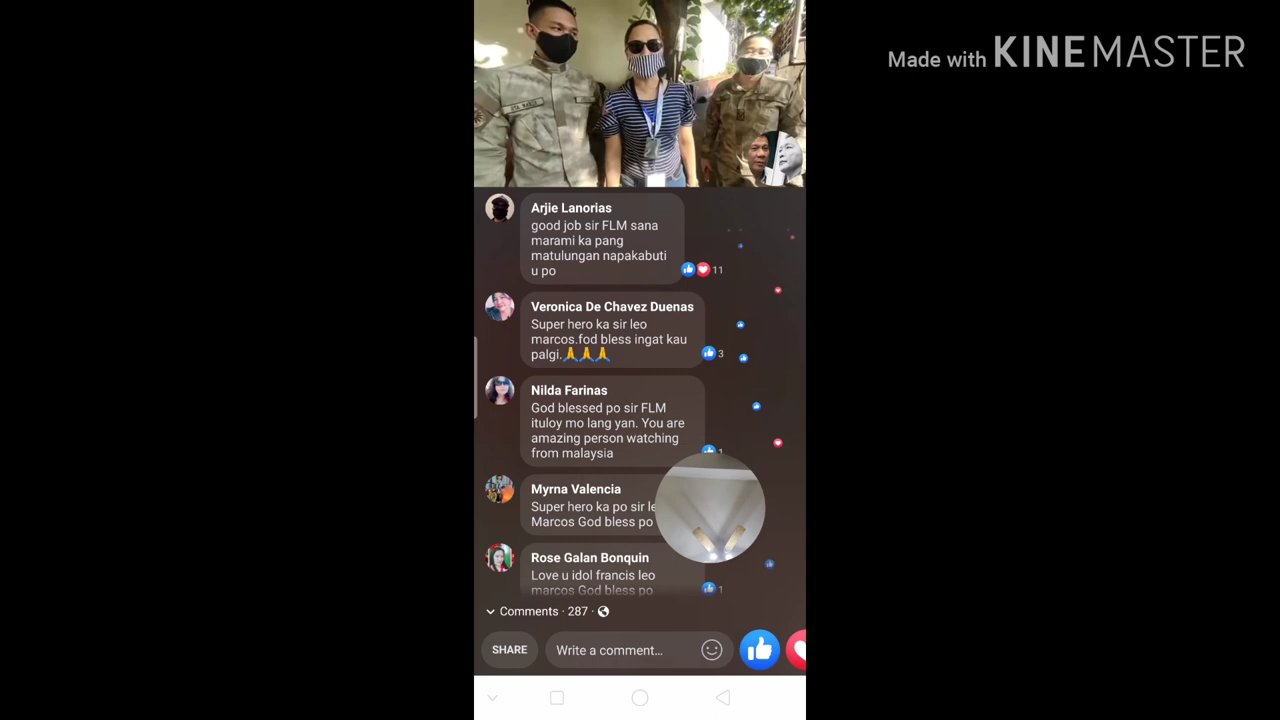 Made with KINEMASTER
Arjie Lanorias
good job sir FLM sana
marami ka pang
matulungan napakabuti
u po
11
Veronica De Chavez Duenas
Super hero ka sir leo
marcos.fod bless ingat kau
palgi.🙏🙏🙏
3
Nilda Farinas
God blessed po sir FLM
ituloy mo lang yan. You are
amazing person watching
from malaysia
1
Myrna Valencia
Super hero ka po sir
Marcos God bless po
Rose Galan Bonquin
Love u idol francis leo
marcos God bless po
1
Comments · 287 ·
SHARE
Write a comment...